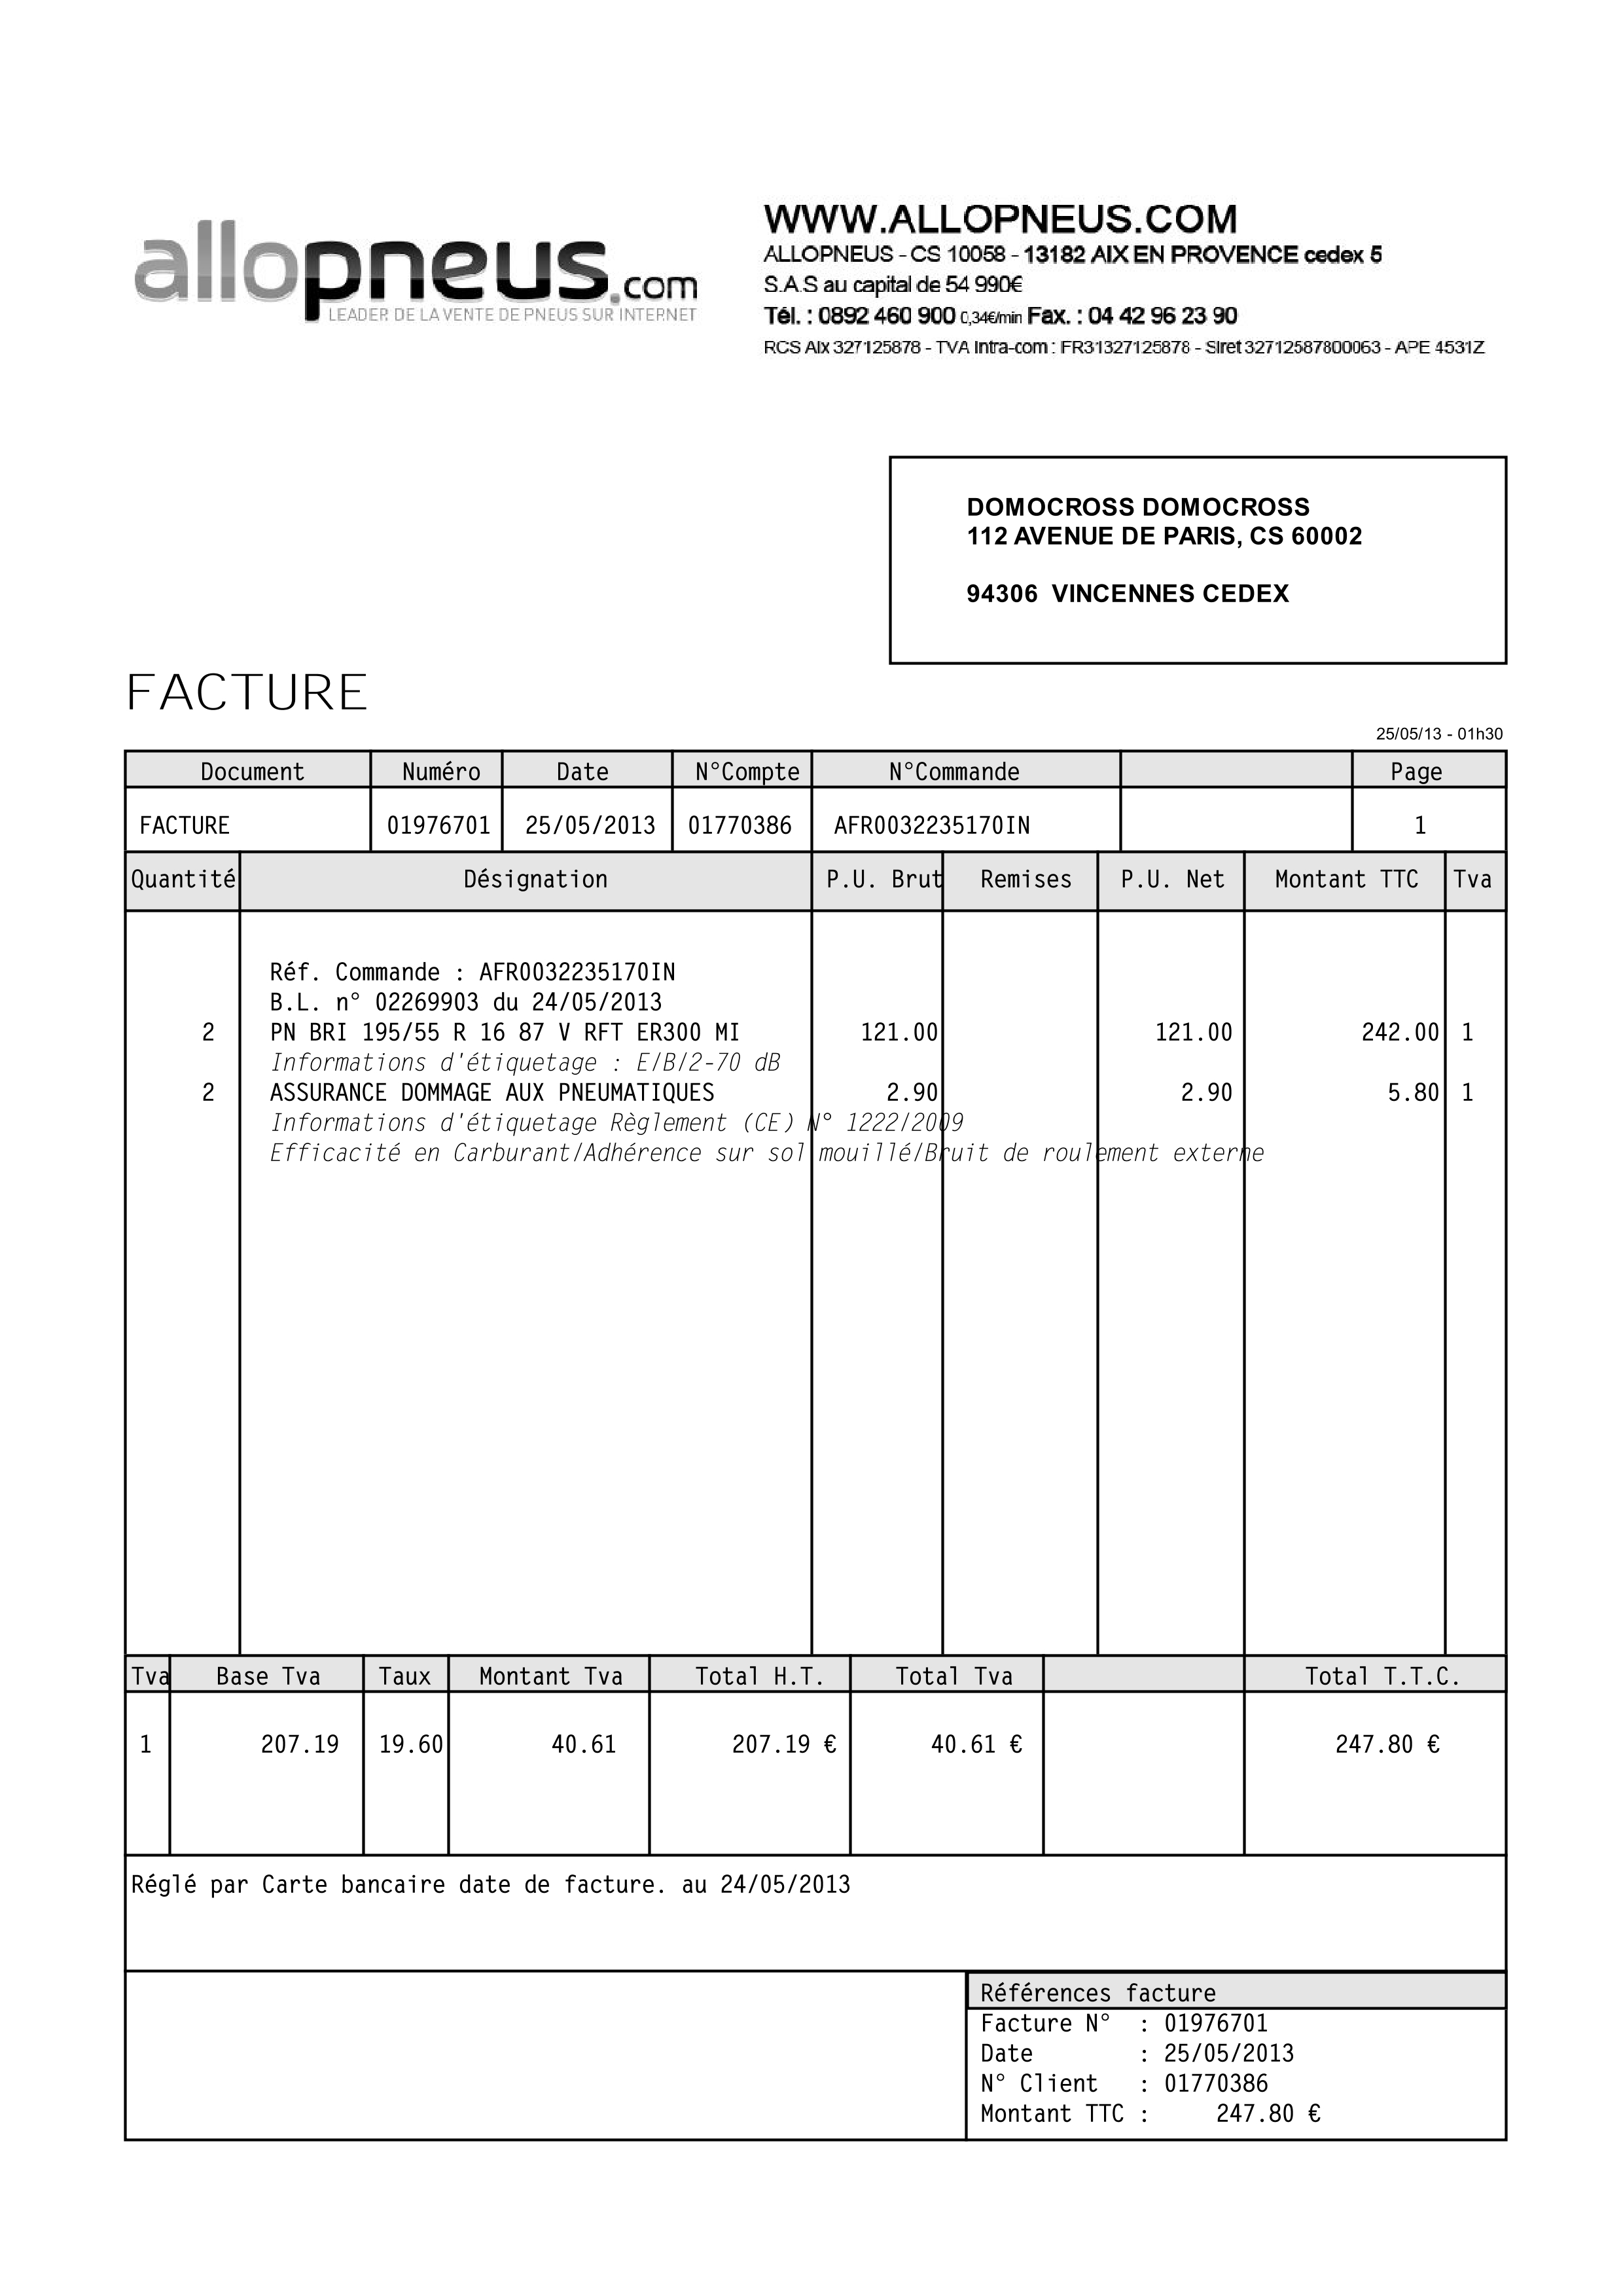 allopneus.com
LEADER DE LA VENTE DE PNEUS SUR INTERNET
WWW.ALLOPNEUS.COM
ALLOPNEUS - CS 10058 - 13182 AIX EN PROVENCE cedex 5
S.A.S au capital de 54 990€
Tél. : 0892 460 900 0,34€/min Fax. : 04 42 96 23 90
RCS Aix 327125878 - TVA Intra-com : FR31327125878 - Siret 32712587800063 - APE 4531Z
DOMOCROSS DOMOCROSS
112 AVENUE DE PARIS, CS 60002
94306 VINCENNES CEDEX
FACTURE
25/05/13 - 01h30
Document Numéro Date N°Compte N°Commande Page
FACTURE 01976701 25/05/2013 01770386 AFR0032235170IN 1
Quantité Désignation P.U. Brut Remises P.U. Net Montant TTC Tva
Réf. Commande : AFR0032235170IN
B.L. n° 02269903 du 24/05/2013
2 PN BRI 195/55 R 16 87 V RFT ER300 MI 121.00 121.00 242.00 1
Informations d'étiquetage : E/B/2-70 dB
2 ASSURANCE DOMMAGE AUX PNEUMATIQUES 2.90 2.90 5.80 1
Informations d'étiquetage Règlement (CE) N° 1222/2009
Efficacité en Carburant/Adhérence sur sol mouillé/Bruit de roulement externe
Tva Base Tva Taux Montant Tva Total H.T. Total Tva Total T.T.C.
1 207.19 19.60 40.61 207.19 € 40.61 € 247.80 €
Réglé par Carte bancaire date de facture. au 24/05/2013
Références facture
Facture N° : 01976701
Date : 25/05/2013
N° Client : 01770386
Montant TTC : 247.80 €